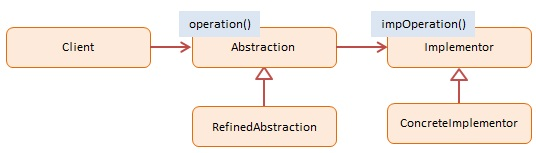 operation()
impOperation()
Client
Abstraction
Implementor
RefinedAbstraction
ConcreteImplementor